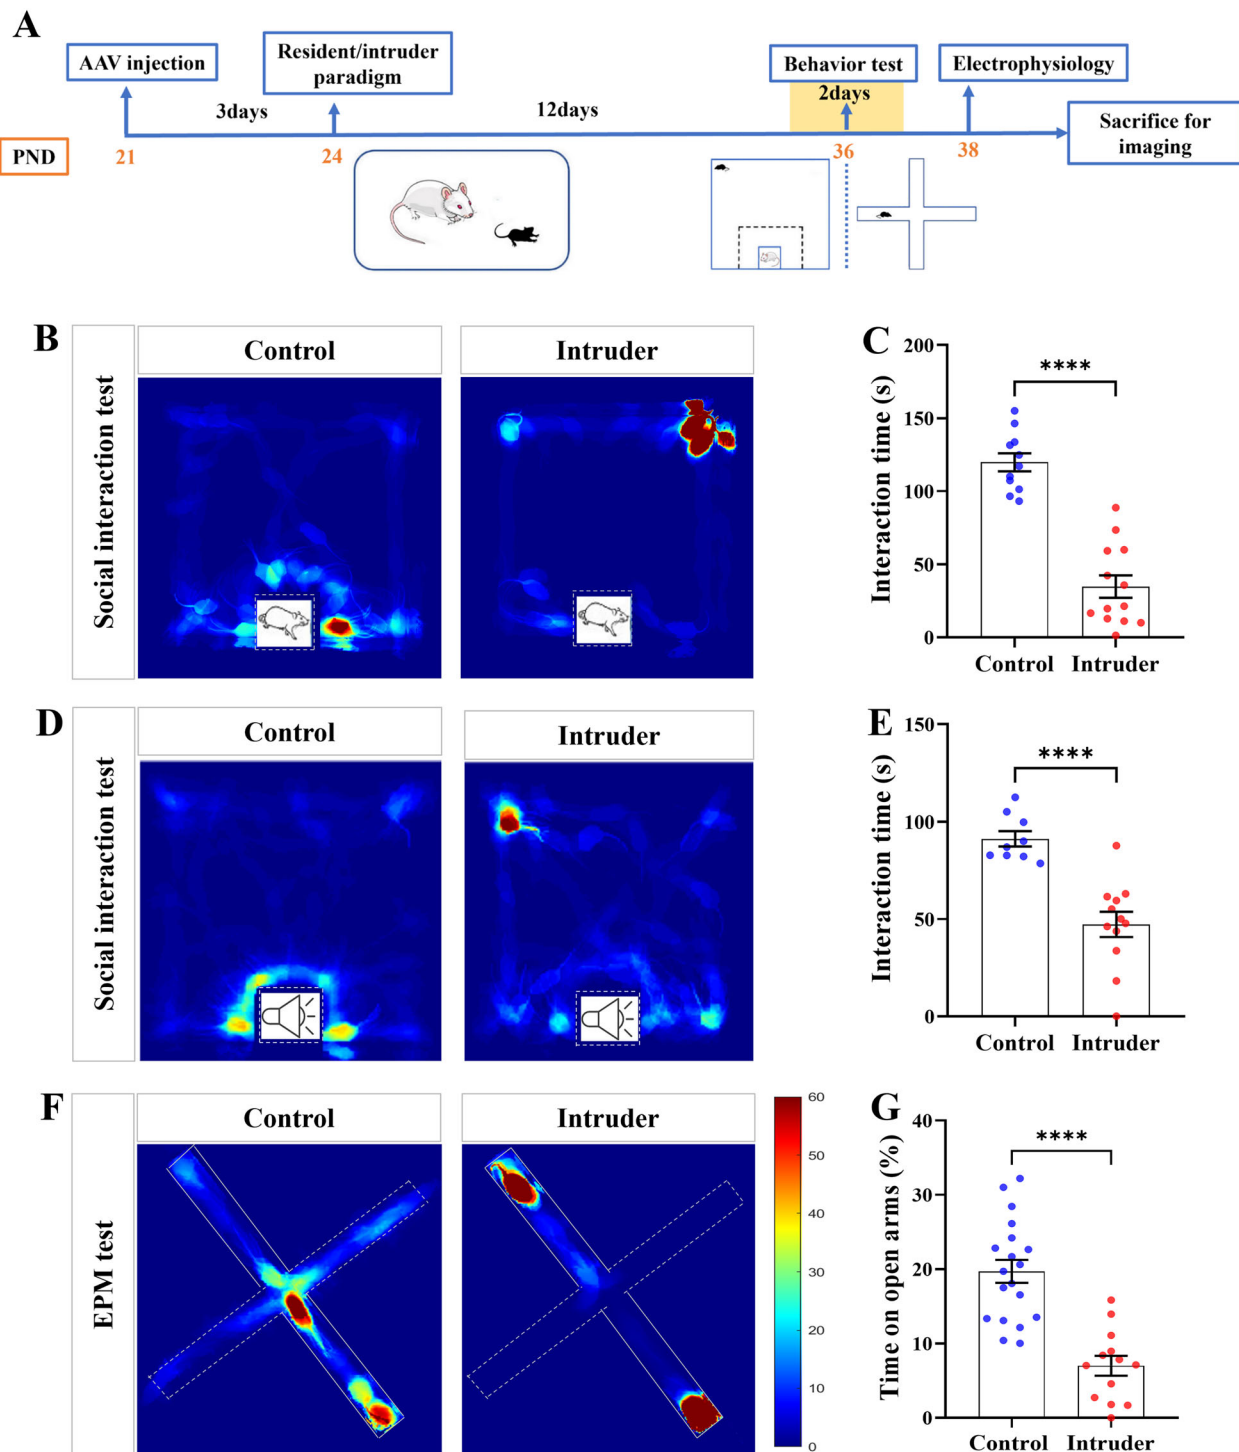 A
AAV injection
Resident/intruder
paradigm
Behavior test
Electrophysiology
3days
12days
2days
Sacrifice for
imaging
PND
21
24
36
38
B
Social interaction test
Control
Intruder
C
Interaction time (s)
200
150
100
50
0
****
Control
Intruder
D
Social interaction test
Control
Intruder
E
Interaction time (s)
150
100
50
0
****
Control
Intruder
F
EPM test
Control
Intruder
60
50
40
30
20
10
0
G
Time on open arms (%)
40
30
20
10
0
****
Control
Intruder